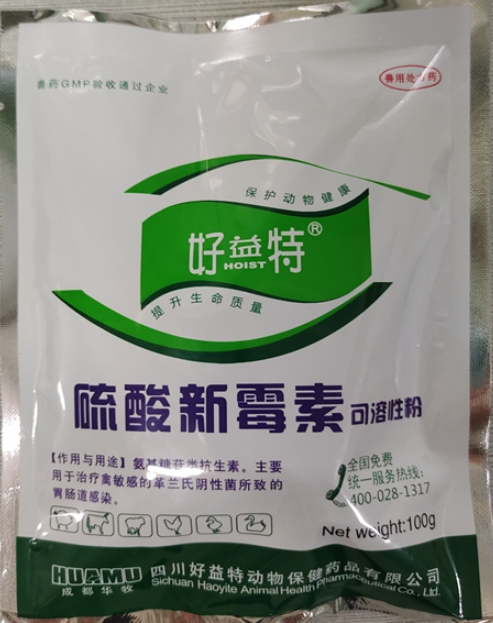 兽药GMP验收通过企业
兽用处方药
保护动物健康
好益特®
HOIST
提升生命质量
硫酸新霉素可溶性粉
【作用与用途】氨基糖苷类抗生素。主要
用于治疗禽敏感的革兰氏阴性菌所致的
胃肠道感染。
全国免费
统一服务热线:
400-028-1317
Net weight:100g
HUAMU
成都华牧
四川好益特动物保健药品有限公司
Sichuan Haoyite Animal Health Pharmaceutical Co., Ltd.